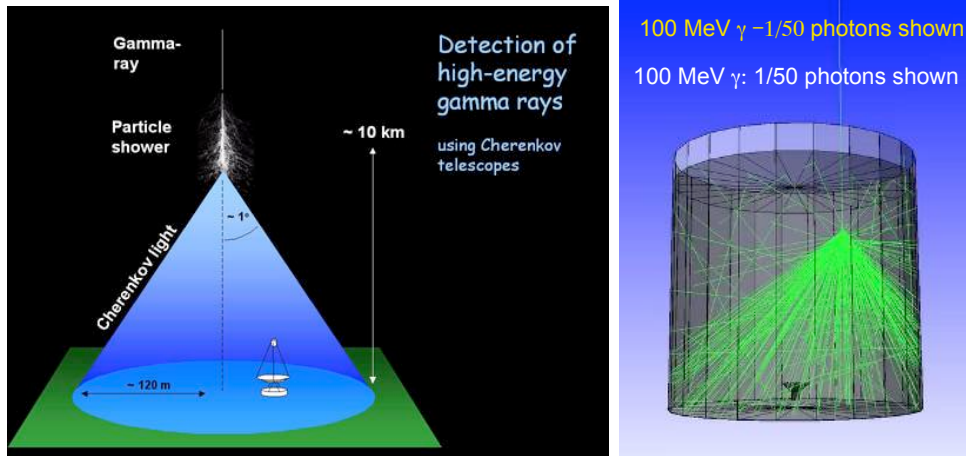 Gamma-
ray
Particle
shower
Detection of
high-energy
gamma rays
using Cherenkov
telescopes
~ 10 km
~ 1°
Cherenkov light
~ 120 m
100 MeV γ −1/50 photons shown
100 MeV γ: 1/50 photons shown